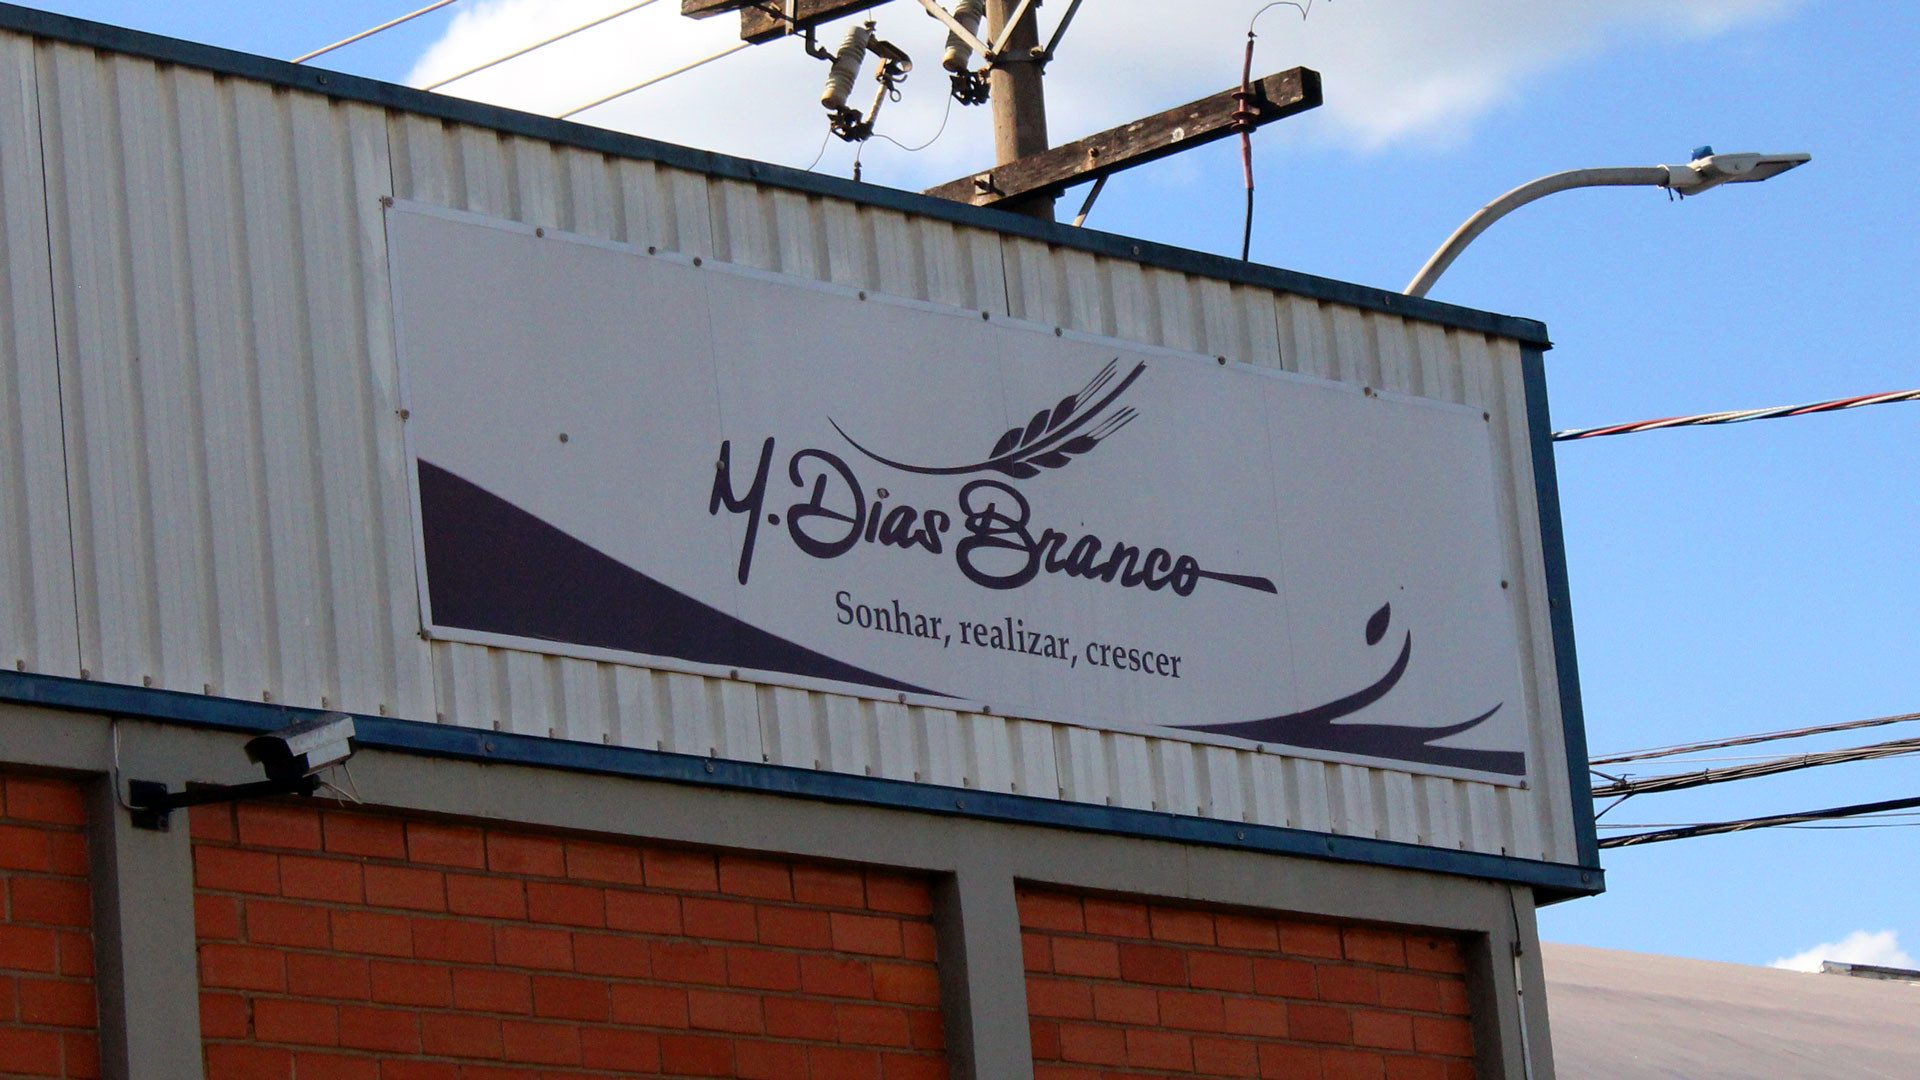 M. Dias Branco
Sonhar, realizar, crescer